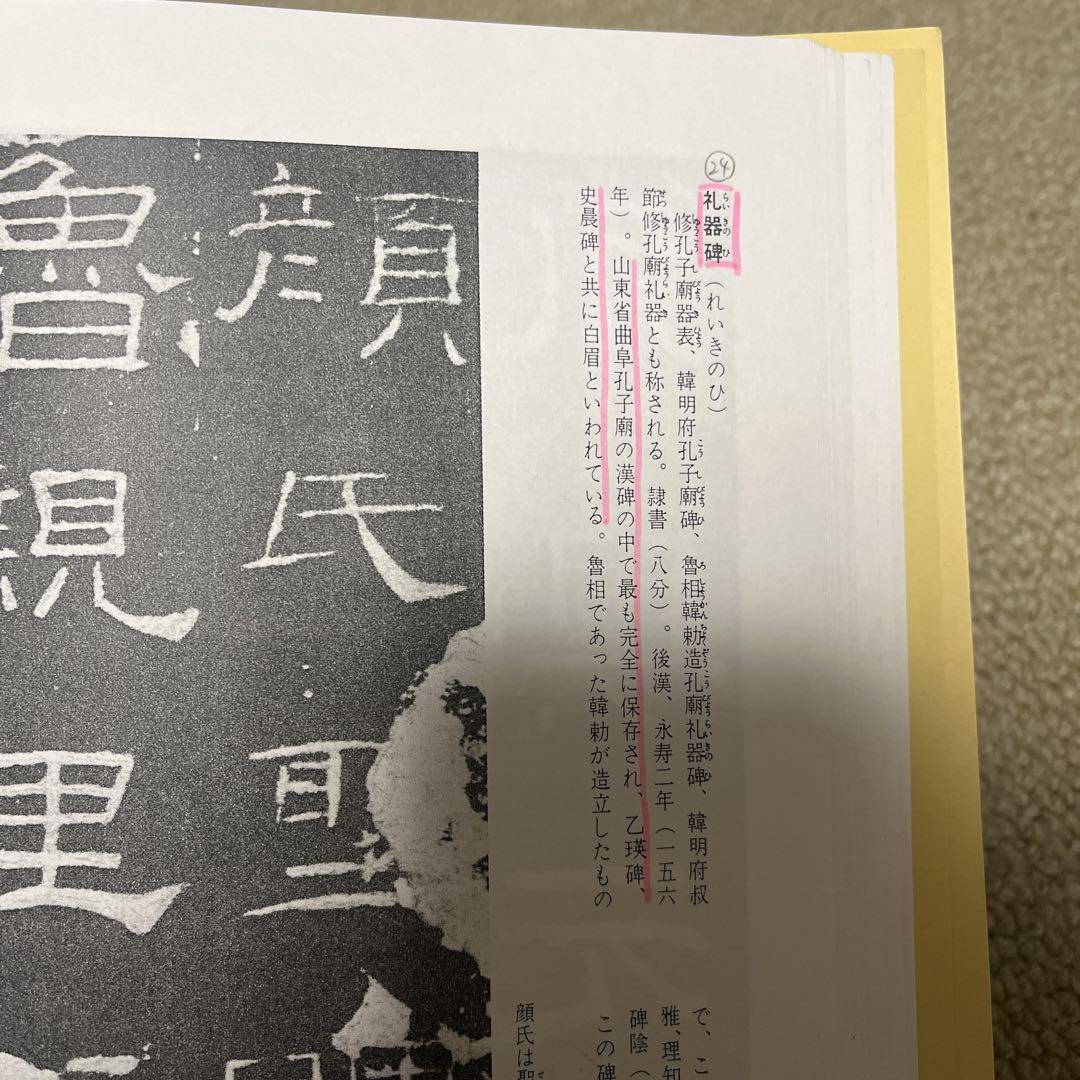 ㉔
礼器碑(れいきのひ)
修孔子廟器表、韓明府孔子廟碑、魯相韓勅造孔廟礼器碑、韓明府叔
節修孔廟礼器とも称される。隷書(八分)。後漢、永寿二年(一五六
年)。山東省曲阜孔子廟の漢碑の中で最も完全に保存され、乙瑛碑、
史晨碑と共に白眉といわれている。魯相であった韓勅が造立したもの
で、こ
雅、理知
碑陰(
この碑
顔氏は聖
顔氏聖
魯親里